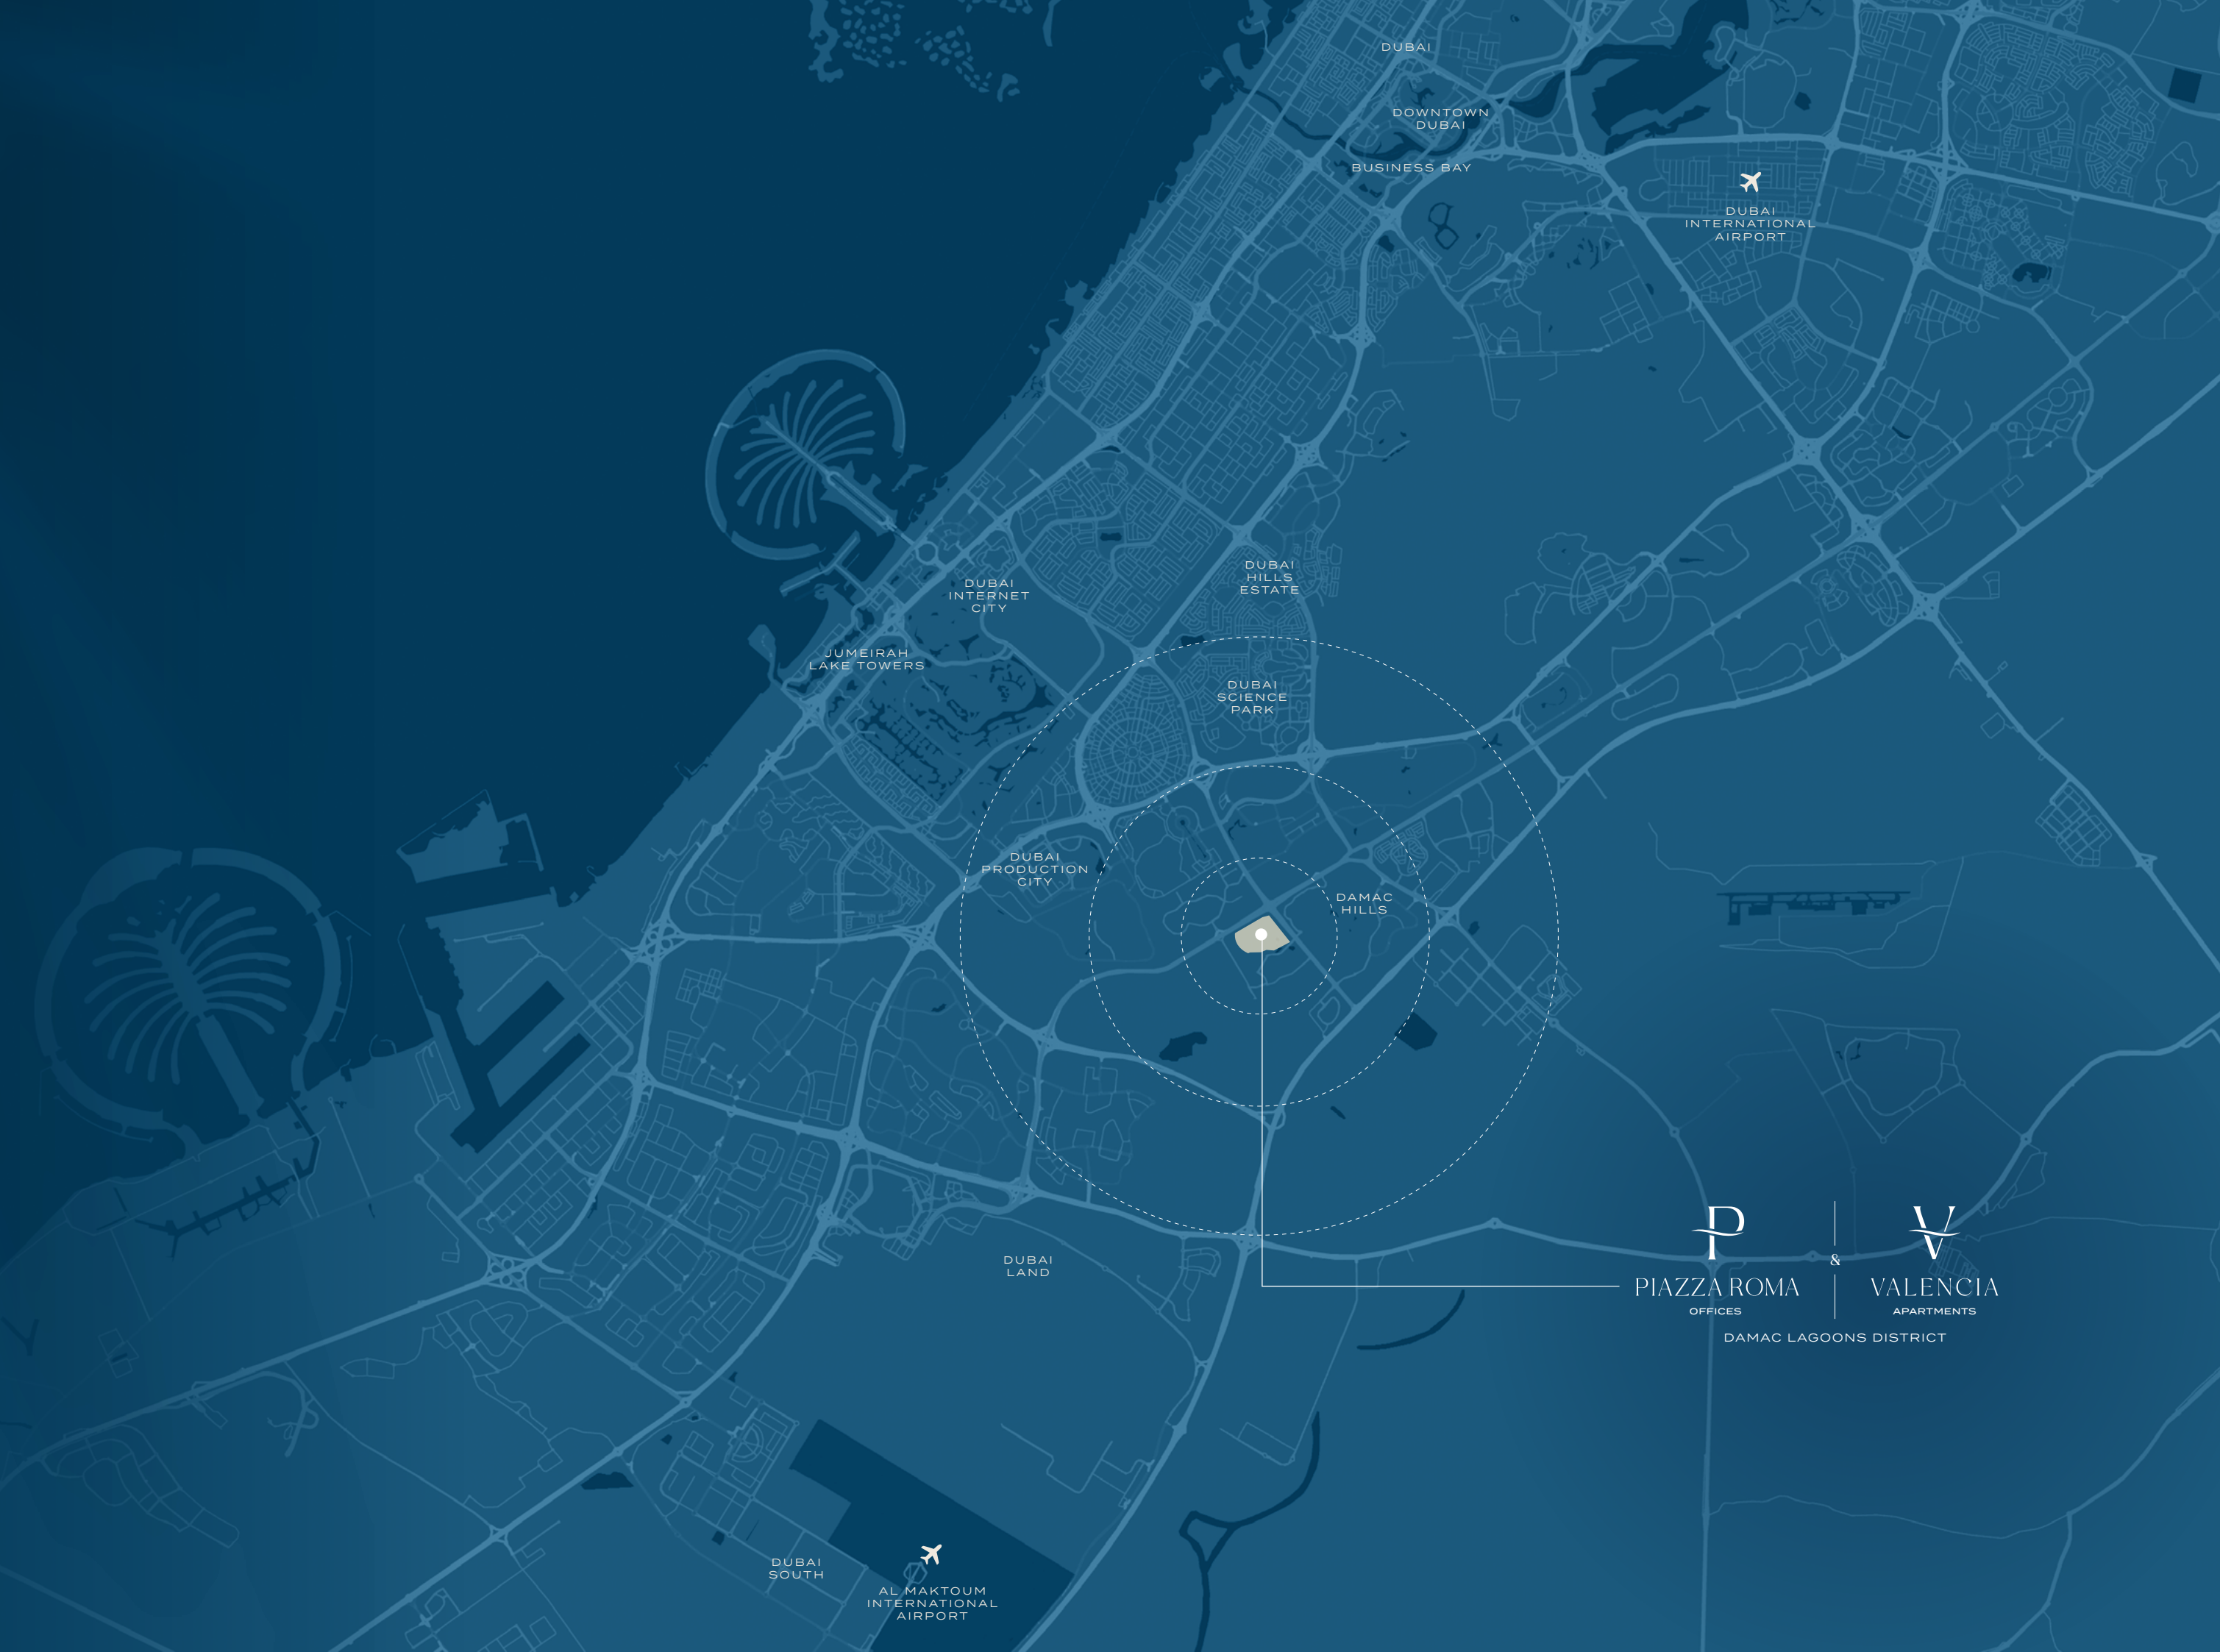 DUBAI
DOWNTOWN
DUBAI
BUSINESS BAY
DUBAI
INTERNATIONAL
AIRPORT
DUBAI
HILLS
ESTATE
DUBAI
INTERNET
CITY
JUMEIRAH
LAKE TOWERS
DUBAI
SCIENCE
PARK
DUBAI
PRODUCTION
CITY
DAMAC
HILLS
DUBAI
LAND
P
PIAZZA ROMA
OFFICES
&
V
VALENCIA
APARTMENTS
DAMAC LAGOONS DISTRICT
DUBAI
SOUTH
AL MAKTOUM
INTERNATIONAL
AIRPORT